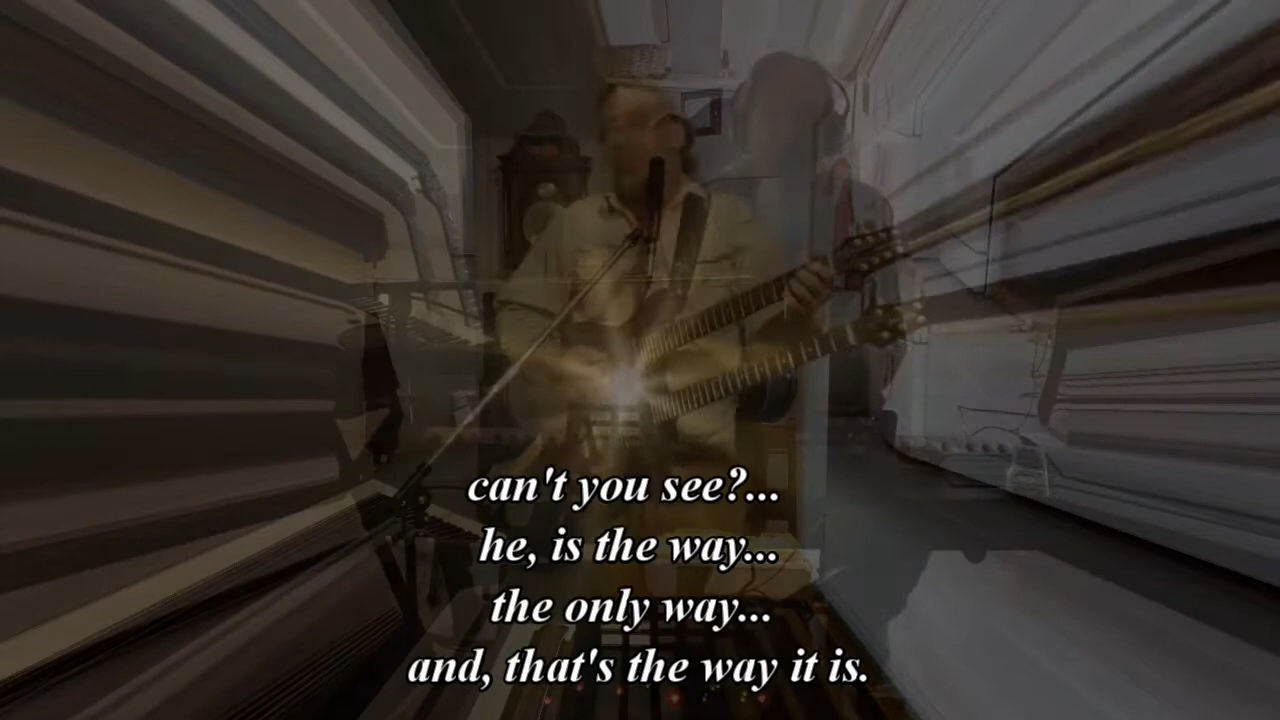 can't you see?...
he, is the way...
the only way...
and, that's the way it is.